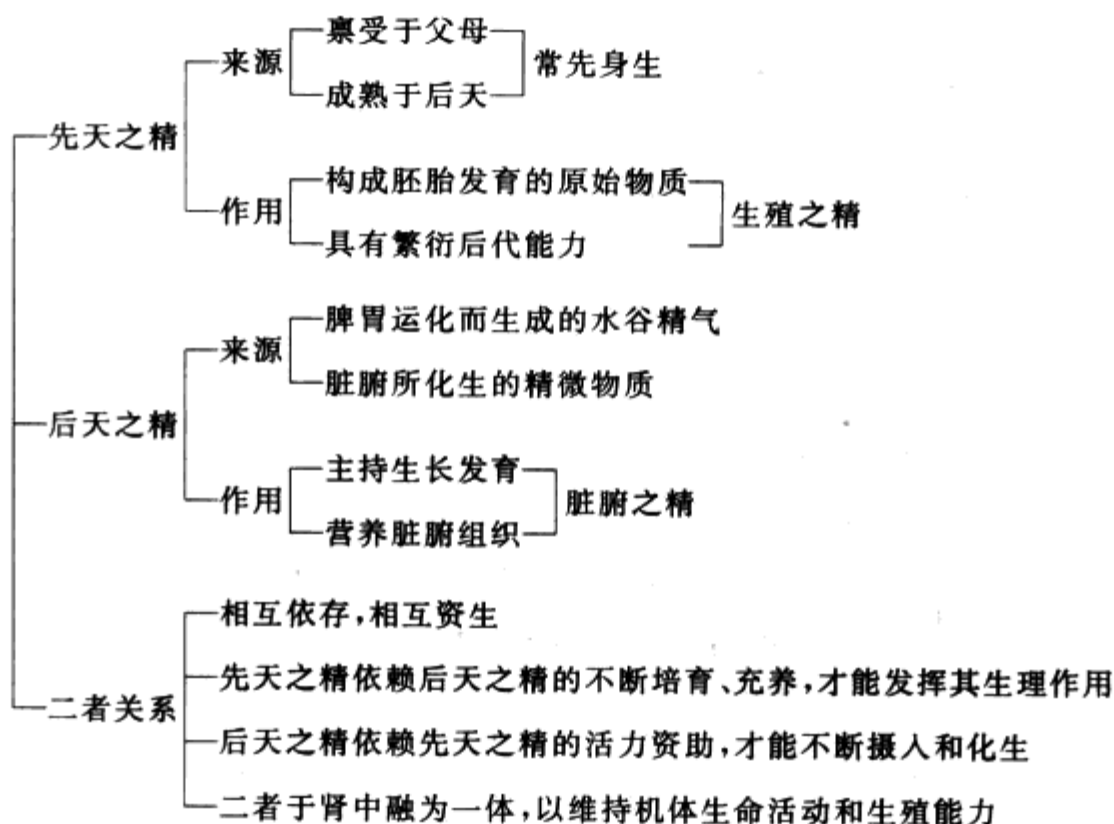 禀受于父母
来源
常先身生
成熟于后天
先天之精
构成胚胎发育的原始物质
作用
生殖之精
具有繁衍后代能力
脾胃运化而生成的水谷精气
来源
脏腑所化生的精微物质
后天之精
主持生长发育
作用
脏腑之精
营养脏腑组织
相互依存,相互资生
先天之精依赖后天之精的不断培育、充养,才能发挥其生理作用
二者关系
后天之精依赖先天之精的活力资助,才能不断摄人和化生
二者于肾中融为一体,以维持机体生命活动和生殖能力